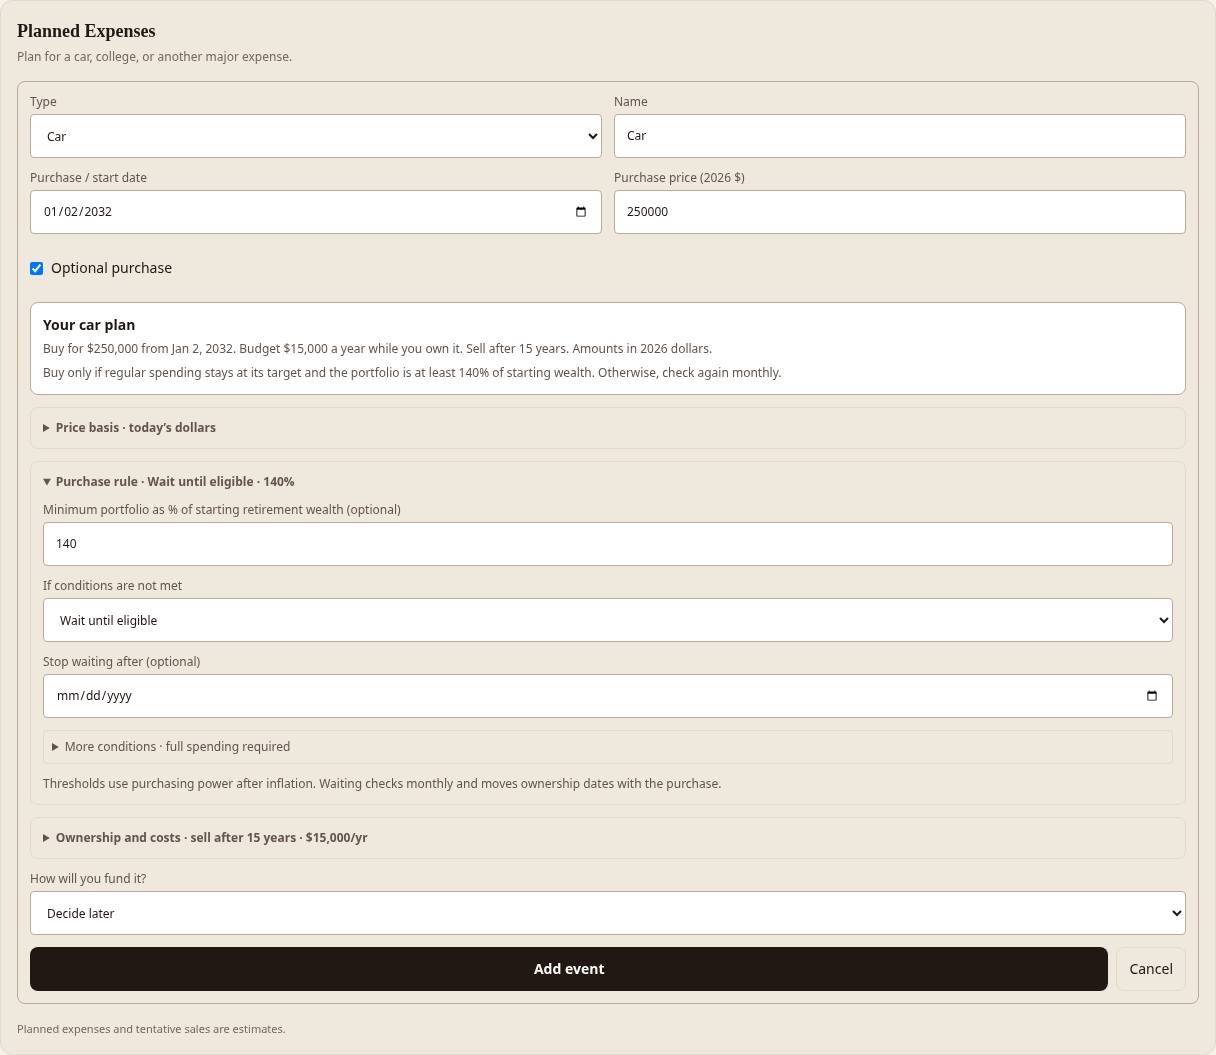 Planned Expenses
Plan for a car, college, or another major expense.
Type
Name
Car
Car
Purchase / start date
Purchase price (2026 $)
01/02/2032
250000
Optional purchase
Your car plan
Buy for $250,000 from Jan 2, 2032. Budget $15,000 a year while you own it. Sell after 15 years. Amounts in 2026 dollars.
Buy only if regular spending stays at its target and the portfolio is at least 140% of starting wealth. Otherwise, check again monthly.
Price basis · today’s dollars
Purchase rule · Wait until eligible · 140%
Minimum portfolio as % of starting retirement wealth (optional)
140
If conditions are not met
Wait until eligible
Stop waiting after (optional)
mm/dd/yyyy
More conditions · full spending required
Thresholds use purchasing power after inflation. Waiting checks monthly and moves ownership dates with the purchase.
Ownership and costs · sell after 15 years · $15,000/yr
How will you fund it?
Decide later
Add event
Cancel
Planned expenses and tentative sales are estimates.